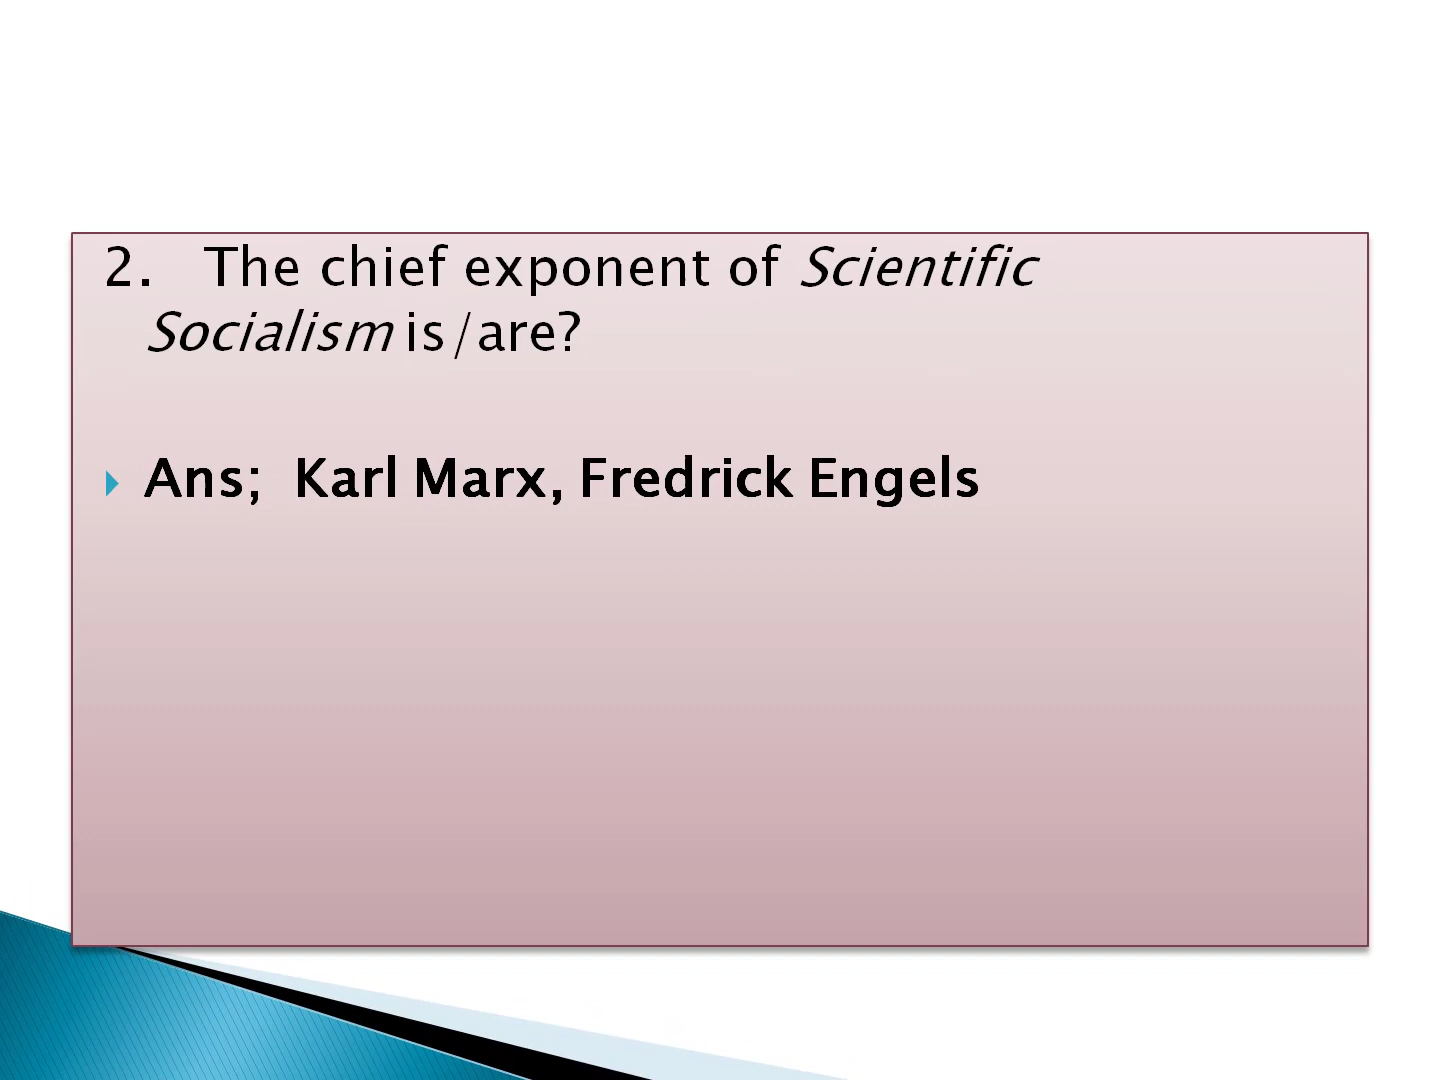 2. The chief exponent of Scientific
Socialism is/are?
Ans; Karl Marx, Fredrick Engels